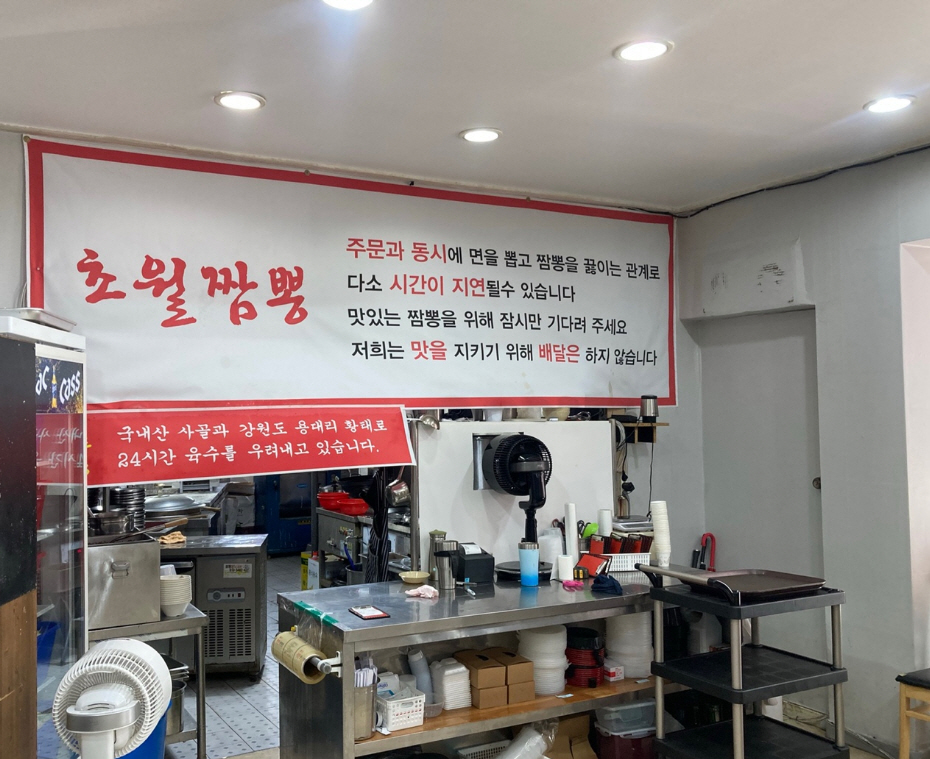 초월짬뽕
주문과 동시에 면을 뽑고 짬뽕을 끓이는 관계로
다소 시간이 지연될수 있습니다
맛있는 짬뽕을 위해 잠시만 기다려 주세요
저희는 맛을 지키기 위해 배달은 하지 않습니다
국내산 사골과 강원도 용대리 황태로
24시간 육수를 우려내고 있습니다.
cass